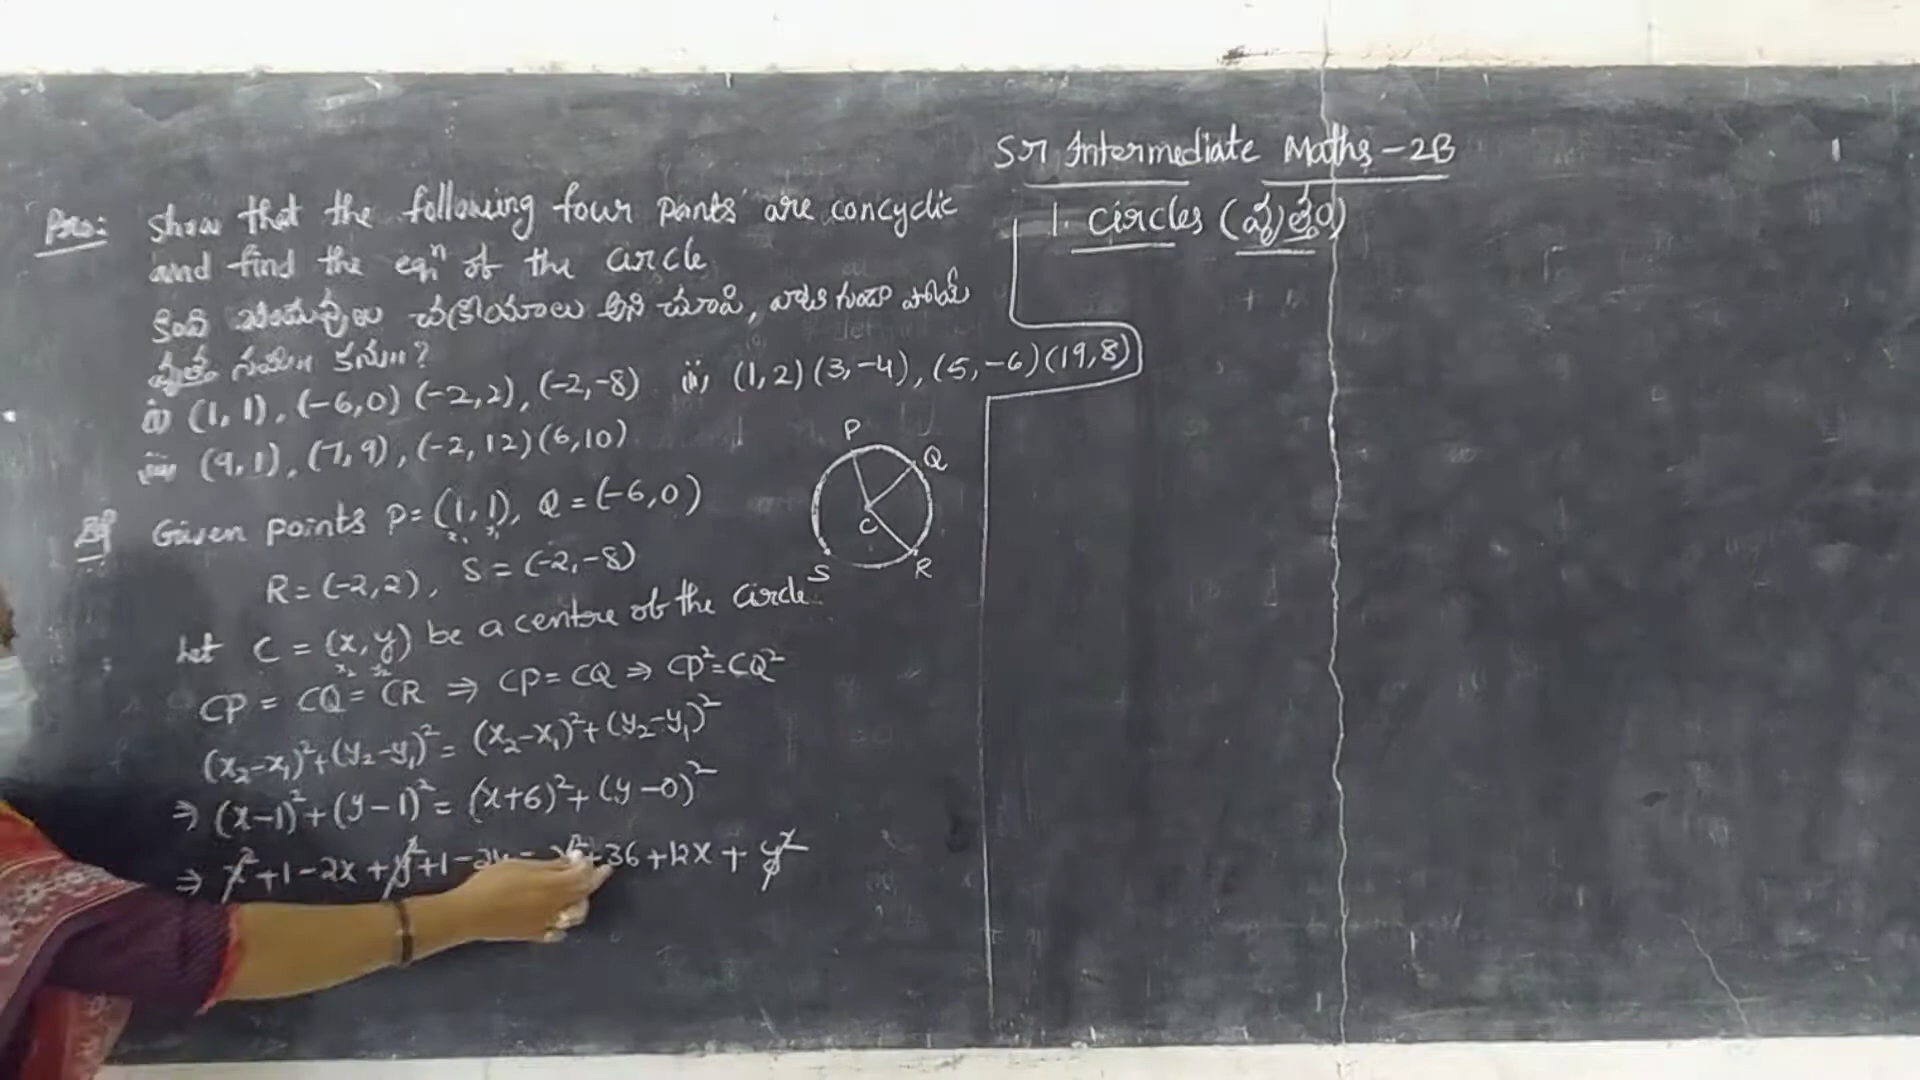 Sr Intermediate Maths - 2B
1. Circles (వృత్తం)
Pro: Show that the following four points are concyclic
and find the eqn of the circle
కింది బిందువులు చక్రీయాలు అని చూపి, వాటి గుండా పోయే
వృత్త సమీ॥ కను॥?
i) (1, 1), (-6,0) (-2,2), (-2,-8) ii, (1,2) (3,-4), (5,-6) (19,8)
iii (9,1), (7,9), (-2,12) (6,10)
Given points P = (1, 1), Q = (-6,0)
x₁ y₁
R = (-2,2), S = (-2,-8)
Let C = (x, y) be a centre of the circle
x₂ y₂
CP = CQ = CR ⇒ CP = CQ ⇒ CP² = CQ²
(x₂-x₁)² + (y₂-y₁)² = (x₂-x₁)² + (y₂-y₁)²
⇒ (x-1)² + (y-1)² = (x+6)² + (y-0)²
⇒ x² + 1 - 2x + y² + 1 - 2y = x² + 36 + 12x + y²
P
Q
C
S
R